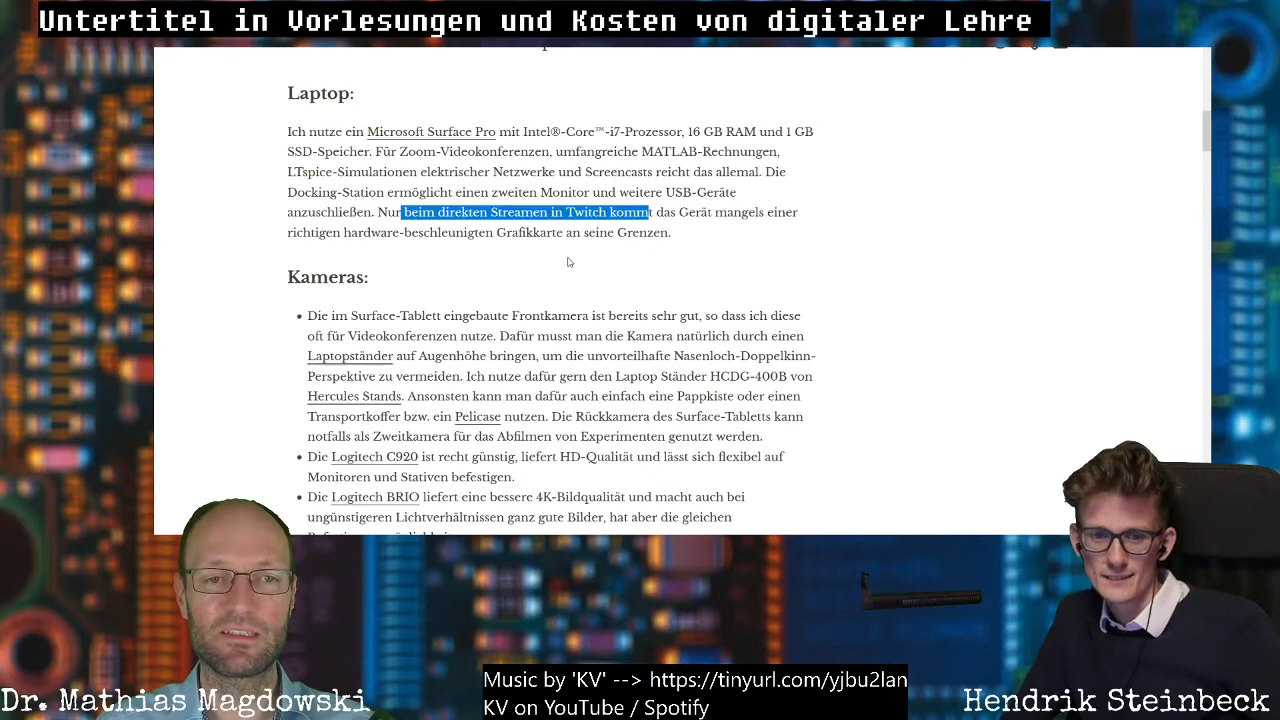 Untertitel in Vorlesungen und Kosten von digitaler Lehre
Laptop:
Ich nutze ein Microsoft Surface Pro mit Intel®-Core™-i7-Prozessor, 16 GB RAM und 1 GB
SSD-Speicher. Für Zoom-Videokonferenzen, umfangreiche MATLAB-Rechnungen,
LTspice-Simulationen elektrischer Netzwerke und Screencasts reicht das allemal. Die
Docking-Station ermöglicht einen zweiten Monitor und weitere USB-Geräte
anzuschließen. Nur beim direkten Streamen in Twitch kommt das Gerät mangels einer
richtigen hardware-beschleunigten Grafikkarte an seine Grenzen.
Kameras:
• Die im Surface-Tablett eingebaute Frontkamera ist bereits sehr gut, so dass ich diese
oft für Videokonferenzen nutze. Dafür musst man die Kamera natürlich durch einen
Laptopständer auf Augenhöhe bringen, um die unvorteilhafte Nasenloch-Doppelkinn-
Perspektive zu vermeiden. Ich nutze dafür gern den Laptop Ständer HCDG-400B von
Hercules Stands. Ansonsten kann man dafür auch einfach eine Pappkiste oder einen
Transportkoffer bzw. ein Pelicase nutzen. Die Rückkamera des Surface-Tabletts kann
notfalls als Zweitkamera für das Abfilmen von Experimenten genutzt werden.
• Die Logitech C920 ist recht günstig, liefert HD-Qualität und lässt sich flexibel auf
Monitoren und Stativen befestigen.
• Die Logitech BRIO liefert eine bessere 4K-Bildqualität und macht auch bei
ungünstigeren Lichtverhältnissen ganz gute Bilder, hat aber die gleichen
Dr. Mathias Magdowski
Music by 'KV' --> https://tinyurl.com/yjbu2lan
KV on YouTube / Spotify
Hendrik Steinbeck